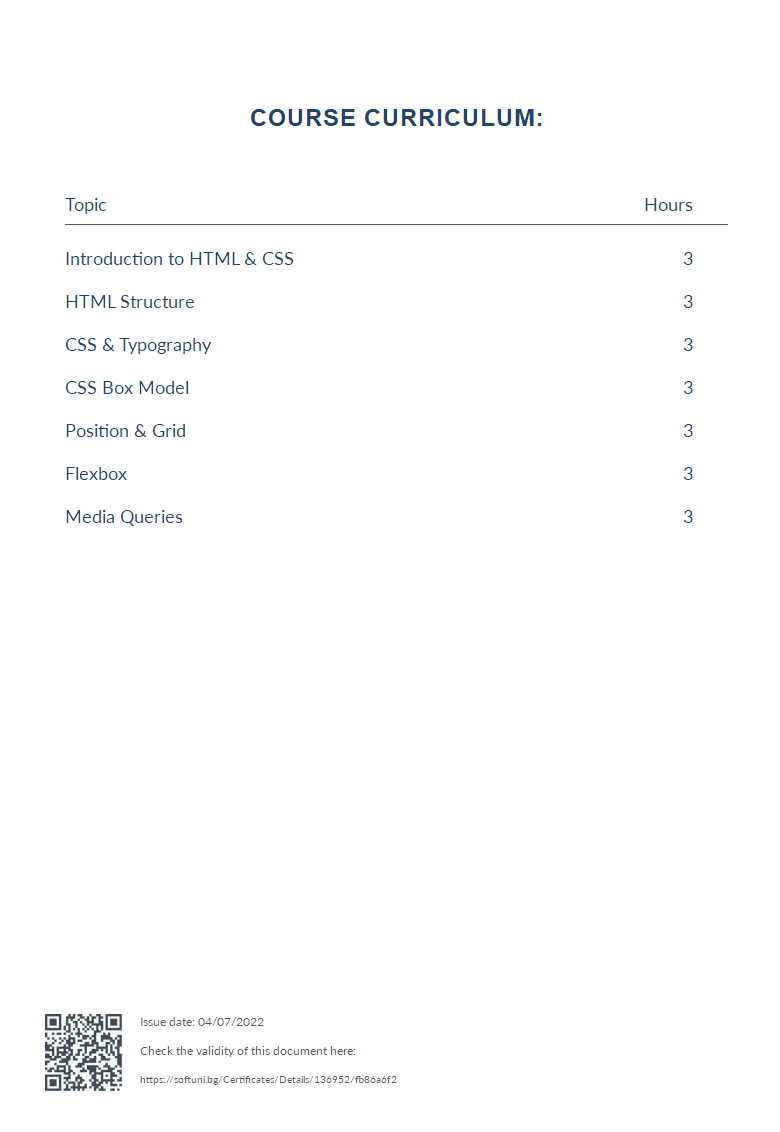 COURSE CURRICULUM:
Topic Hours
Introduction to HTML & CSS 3
HTML Structure 3
CSS & Typography 3
CSS Box Model 3
Position & Grid 3
Flexbox 3
Media Queries 3
Issue date: 04/07/2022
Check the validity of this document here:
https://softuni.bg/Certificates/Details/136952/fb86a6f2